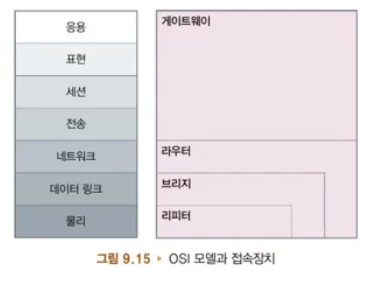 응용
표현
세션
전송
네트워크
데이터 링크
물리
게이트웨이
라우터
브리지
리피터
그림 9.15 ▸ OSI 모델과 접속장치